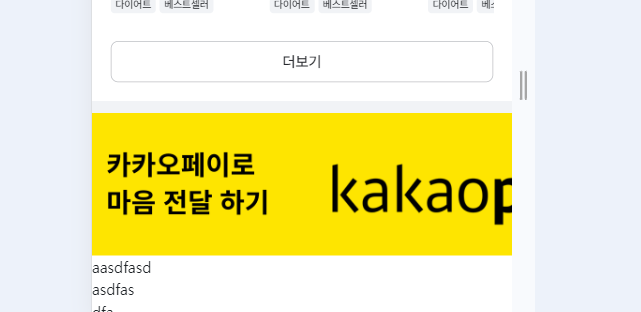 다이어트 베스트셀러 다이어트 베스트셀러 다이어트
더보기
카카오페이로
마음 전달 하기
kakao
aasdfasd
asdfas
dfa